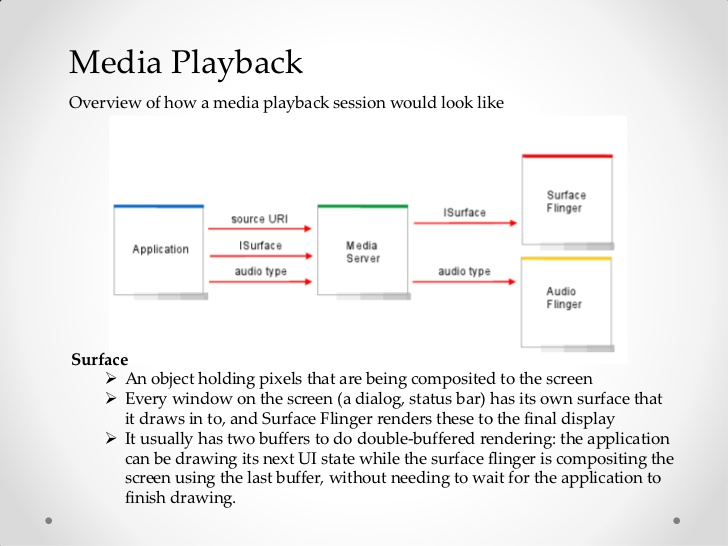 Media Playback
Overview of how a media playback session would look like
Application
source URI
ISurface
audio type
Media
Server
ISurface
audio type
Surface
Flinger
Audio
Flinger
Surface
➢ An object holding pixels that are being composited to the screen
➢ Every window on the screen (a dialog, status bar) has its own surface that
it draws in to, and Surface Flinger renders these to the final display
➢ It usually has two buffers to do double-buffered rendering: the application
can be drawing its next UI state while the surface flinger is compositing the
screen using the last buffer, without needing to wait for the application to
finish drawing.